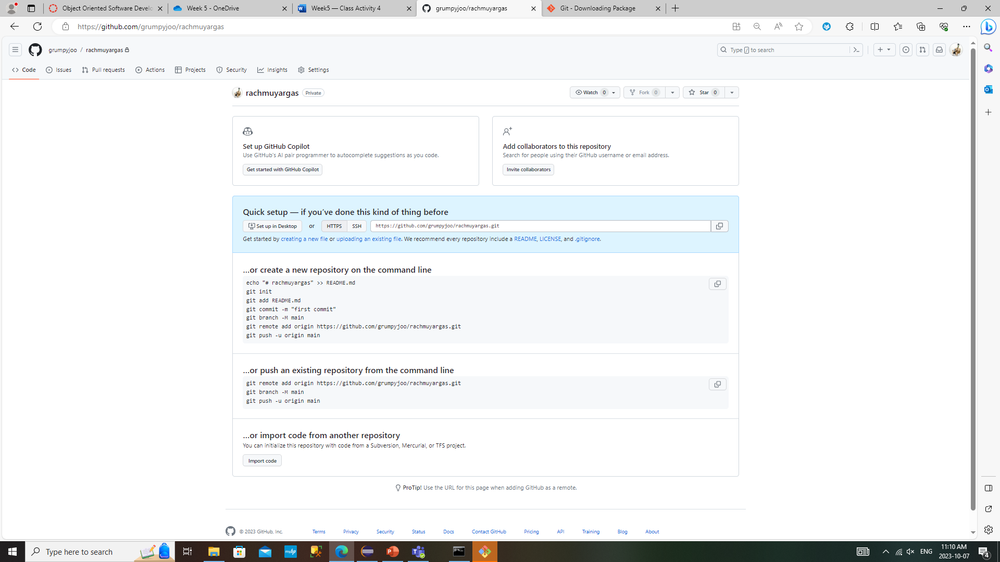 Object Oriented Software Develo
Week 5 - OneDrive
Week5 — Class Activity 4
grumpyjoo/rachmuyargas
Git - Downloading Package
https://github.com/grumpyjoo/rachmuyargas
grumpyjoo / rachmuyargas
Type / to search
Code
Issues
Pull requests
Actions
Projects
Security
Insights
Settings
rachmuyargas Private
Watch 0
Fork 0
Star 0
Set up GitHub Copilot
Use GitHub's AI pair programmer to autocomplete suggestions as you code.
Get started with GitHub Copilot
Add collaborators to this repository
Search for people using their GitHub username or email address.
Invite collaborators
Quick setup — if you've done this kind of thing before
Set up in Desktop or HTTPS SSH https://github.com/grumpyjoo/rachmuyargas.git
Get started by creating a new file or uploading an existing file. We recommend every repository include a README, LICENSE, and .gitignore.
…or create a new repository on the command line
echo "# rachmuyargas" >> README.md
git init
git add README.md
git commit -m "first commit"
git branch -M main
git remote add origin https://github.com/grumpyjoo/rachmuyargas.git
git push -u origin main
…or push an existing repository from the command line
git remote add origin https://github.com/grumpyjoo/rachmuyargas.git
git branch -M main
git push -u origin main
…or import code from another repository
You can initialize this repository with code from a Subversion, Mercurial, or TFS project.
Import code
ProTip! Use the URL for this page when adding GitHub as a remote.
© 2023 GitHub, Inc.
Terms
Privacy
Security
Status
Docs
Contact GitHub
Pricing
API
Training
Blog
About
Type here to search
ENG
11:10 AM
2023-10-07
4